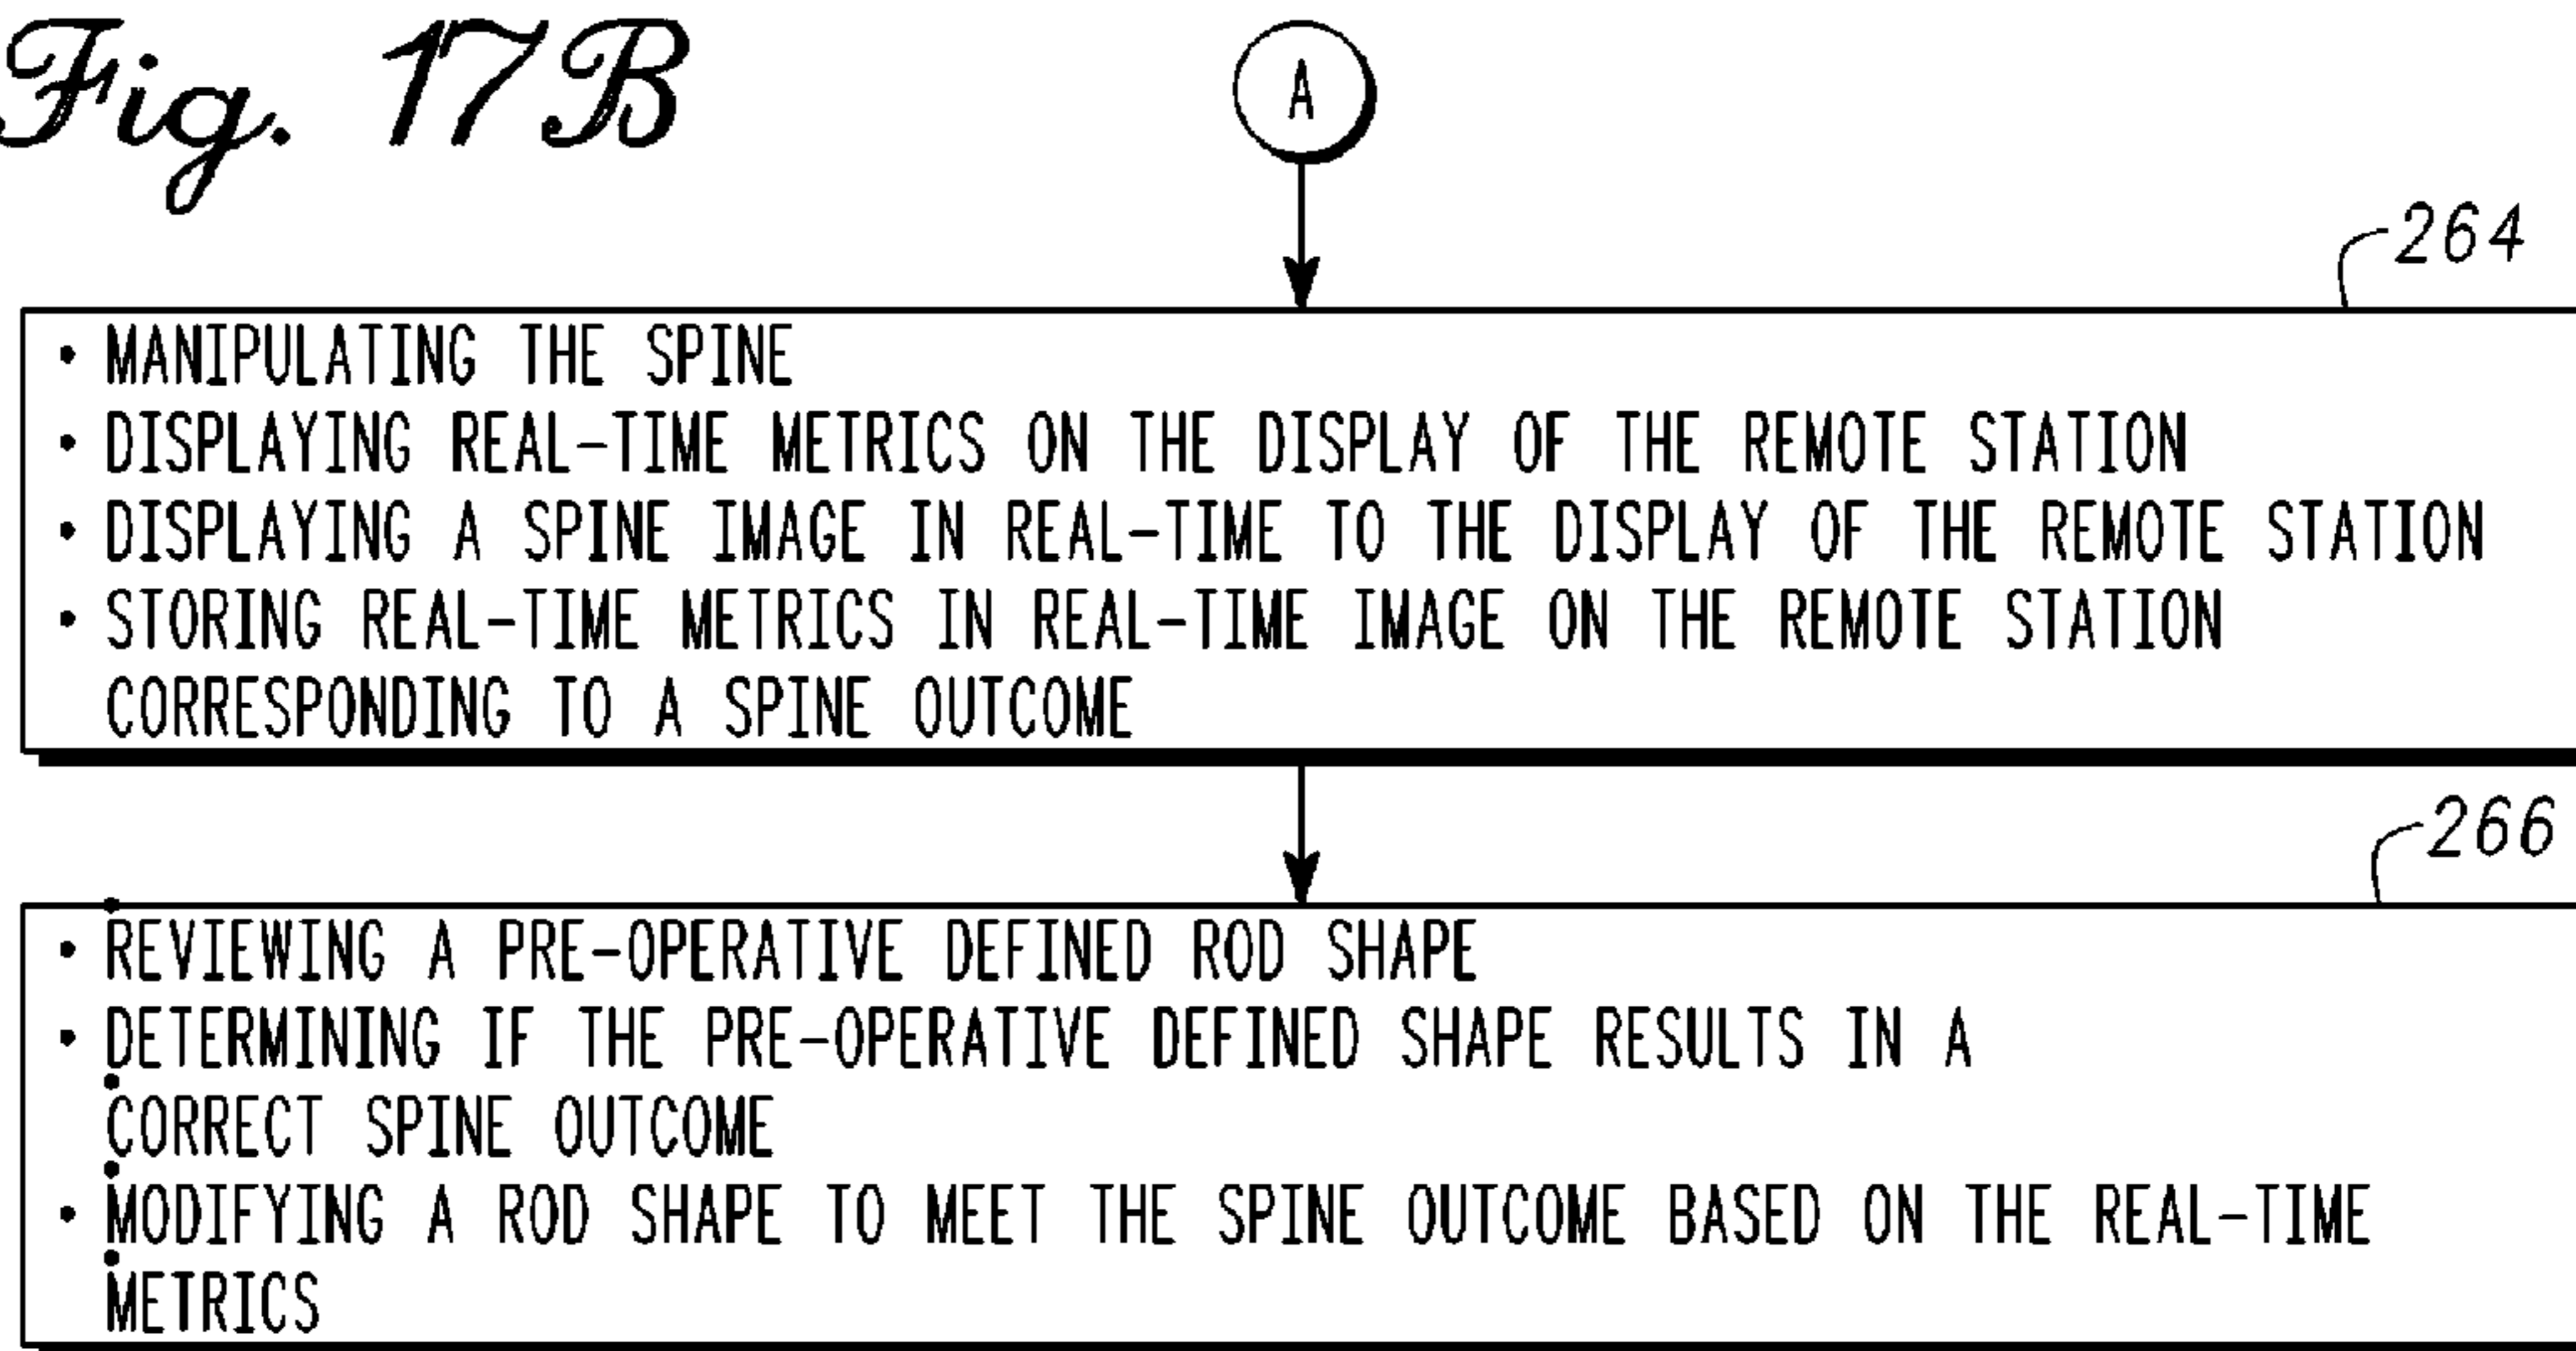 Fig. 17B
A
264
• MANIPULATING THE SPINE
• DISPLAYING REAL-TIME METRICS ON THE DISPLAY OF THE REMOTE STATION
• DISPLAYING A SPINE IMAGE IN REAL-TIME TO THE DISPLAY OF THE REMOTE STATION
• STORING REAL-TIME METRICS IN REAL-TIME IMAGE ON THE REMOTE STATION
CORRESPONDING TO A SPINE OUTCOME
266
• REVIEWING A PRE-OPERATIVE DEFINED ROD SHAPE
• DETERMINING IF THE PRE-OPERATIVE DEFINED SHAPE RESULTS IN A
CORRECT SPINE OUTCOME
• MODIFYING A ROD SHAPE TO MEET THE SPINE OUTCOME BASED ON THE REAL-TIME
METRICS